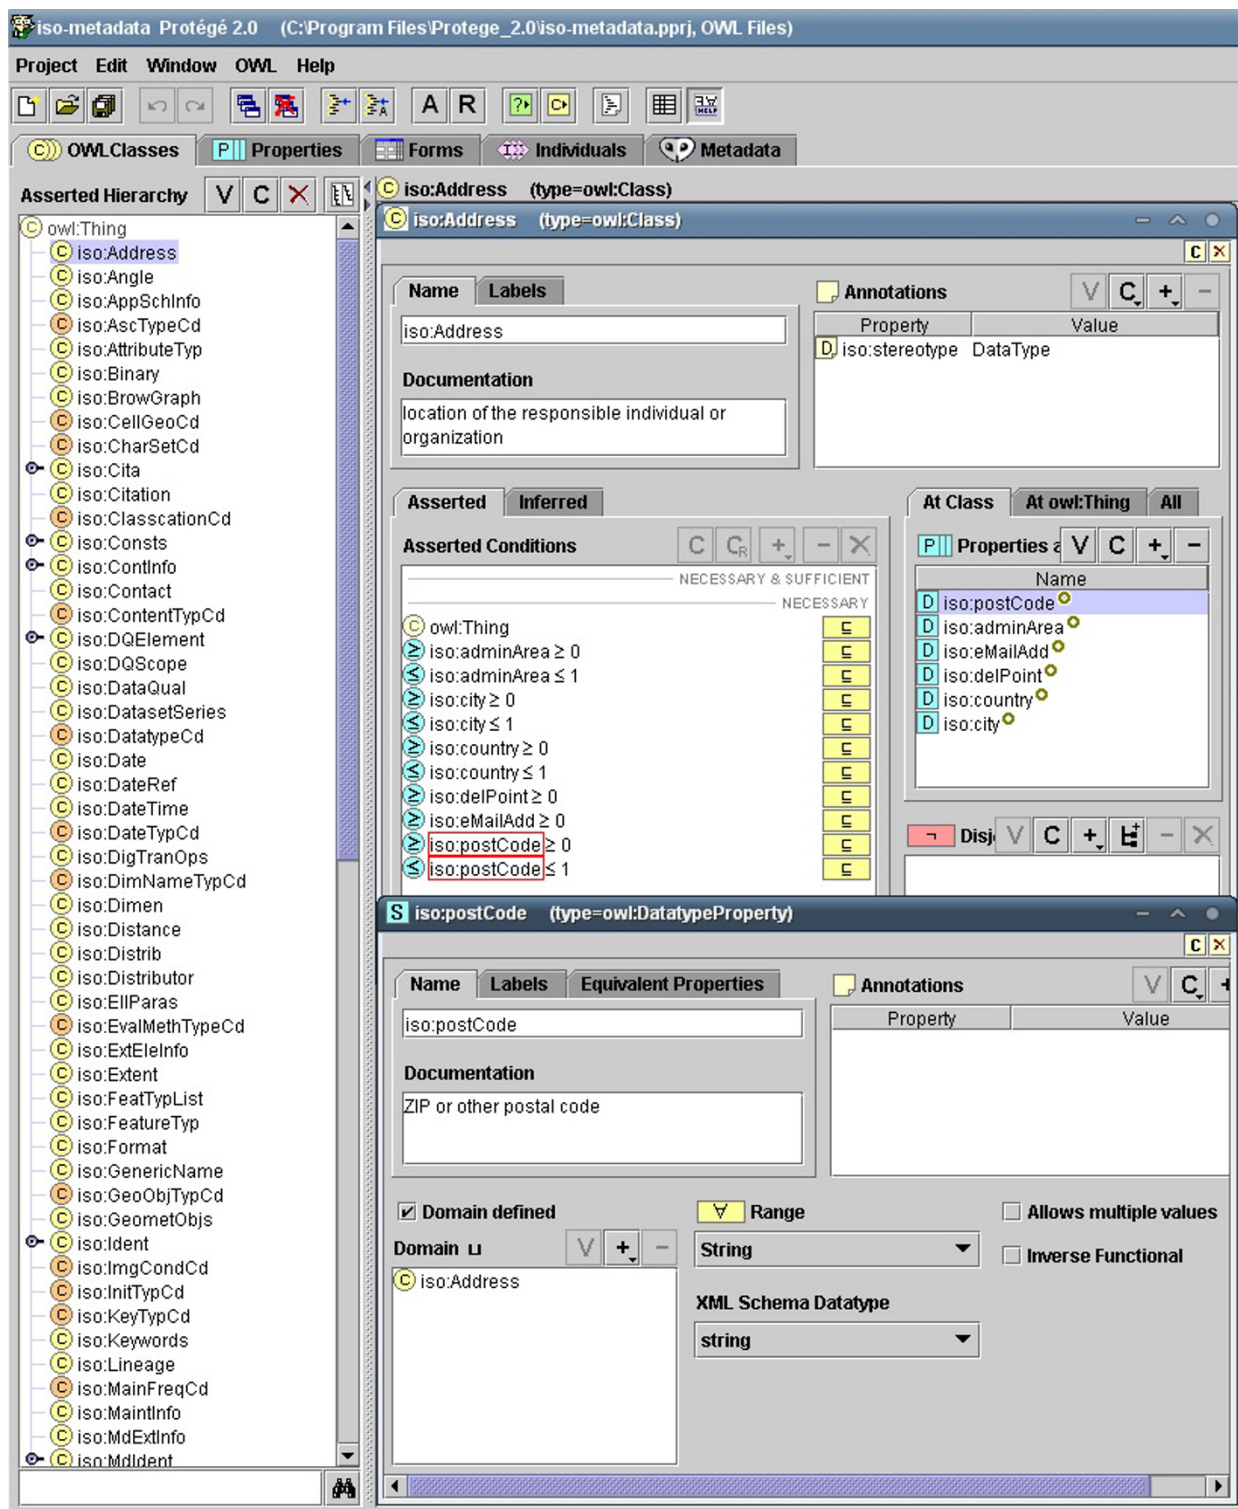 iso-metadata Protégé 2.0 (C:\Program Files\Protege_2.0\iso-metadata.pprj, OWL Files)
Project Edit Window OWL Help
A R
OWLClasses Properties Forms Individuals Metadata
Asserted Hierarchy V C
owl:Thing
iso:Address
iso:Angle
iso:AppSchInfo
iso:AscTypeCd
iso:AttributeTyp
iso:Binary
iso:BrowGraph
iso:CellGeoCd
iso:CharSetCd
iso:Cita
iso:Citation
iso:ClasscationCd
iso:Consts
iso:ContInfo
iso:Contact
iso:ContentTypCd
iso:DQElement
iso:DQScope
iso:DataQual
iso:DatasetSeries
iso:DatatypeCd
iso:Date
iso:DateRef
iso:DateTime
iso:DateTypCd
iso:DigTranOps
iso:DimNameTypCd
iso:Dimen
iso:Distance
iso:Distrib
iso:Distributor
iso:EllParas
iso:EvalMethTypeCd
iso:ExtEleInfo
iso:Extent
iso:FeatTypList
iso:FeatureTyp
iso:Format
iso:GenericName
iso:GeoObjTypCd
iso:GeometObjs
iso:Ident
iso:ImgCondCd
iso:InitTypCd
iso:KeyTypCd
iso:Keywords
iso:Lineage
iso:MainFreqCd
iso:MaintInfo
iso:MdExtInfo
iso:MdIdent
C iso:Address (type=owl:Class)
C iso:Address (type=owl:Class)
Name Labels
iso:Address
Documentation
location of the responsible individual or
organization
Annotations V C + −
Property Value
D iso:stereotype DataType
Asserted Inferred
Asserted Conditions C CR + −
NECESSARY & SUFFICIENT
NECESSARY
owl:Thing ⊑
≥ iso:adminArea ≥ 0 ⊑
≤ iso:adminArea ≤ 1 ⊑
≥ iso:city ≥ 0 ⊑
≤ iso:city ≤ 1 ⊑
≥ iso:country ≥ 0 ⊑
≤ iso:country ≤ 1 ⊑
≥ iso:delPoint ≥ 0 ⊑
≥ iso:eMailAdd ≥ 0 ⊑
≥ iso:postCode ≥ 0 ⊑
≤ iso:postCode ≤ 1 ⊑
At Class At owl:Thing All
P Properties a V C + −
Name
D iso:postCode
D iso:adminArea
D iso:eMailAdd
D iso:delPoint
D iso:country
D iso:city
¬ Disj V C + −
S iso:postCode (type=owl:DatatypeProperty)
Name Labels Equivalent Properties
iso:postCode
Documentation
ZIP or other postal code
Annotations V C +
Property Value
Domain defined
Domain ⊔ V + −
C iso:Address
∀ Range
String
XML Schema Datatype
string
Allows multiple values
Inverse Functional